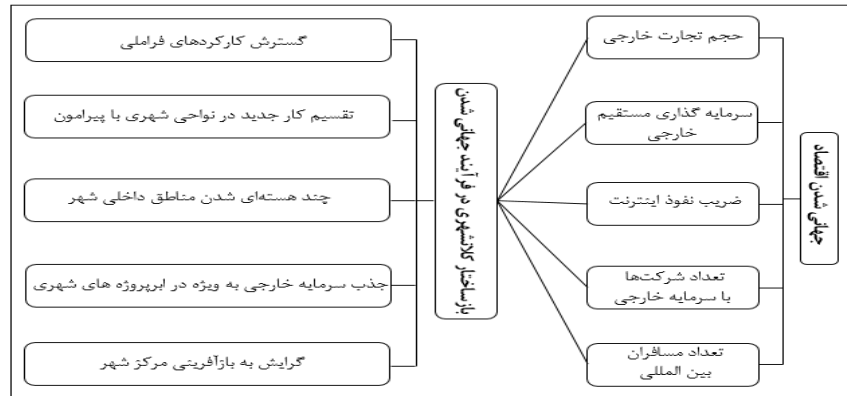 جهانی شدن اقتصاد
حجم تجارت خارجی
سرمایه گذاری مستقیم
خارجی
ضریب نفوذ اینترنت
تعداد شرکت‌ها
با سرمایه خارجی
تعداد مسافران
بین المللی
بازساختار کلانشهری در فرآیند جهانی شدن
گسترش کارکردهای فراملی
تقسیم کار جدید در نواحی شهری با پیرامون
چند هسته‌ای شدن مناطق داخلی شهر
جذب سرمایه خارجی به ویژه در ابرپروژه های شهری
گرایش به بازآفرینی مرکز شهر